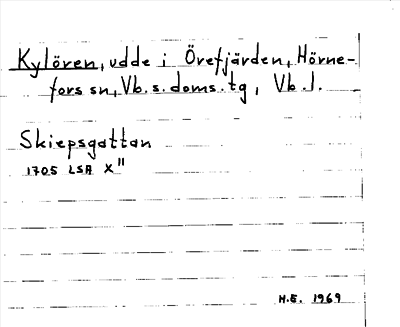 Kylören, udde i Örefjärden, Hörne-
fors sn, Vb. s. doms. tg, Vb. l.
Skiepsgattan
1705 LSA X"
H.E. 1969